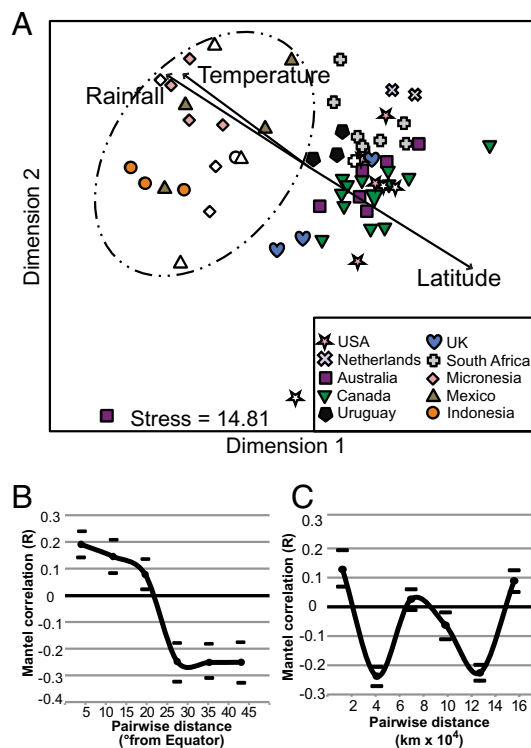 A
Temperature
Rainfall
Latitude
Dimension 2
USA
UK
Netherlands
South Africa
Australia
Micronesia
Canada
Mexico
Uruguay
Indonesia
Stress = 14.81
Dimension 1
B
Mantel correlation (R)
0.3
0.2
0.1
0
-0.1
-0.2
-0.3
-0.4
5 10 15 20 25 30 35 40 45
Pairwise distance
(°from Equator)
C
Mantel correlation (R)
0.3
0.2
0.1
0
-0.1
-0.2
-0.3
2 4 6 8 10 12 14 16
Pairwise distance
(km x 10⁴)